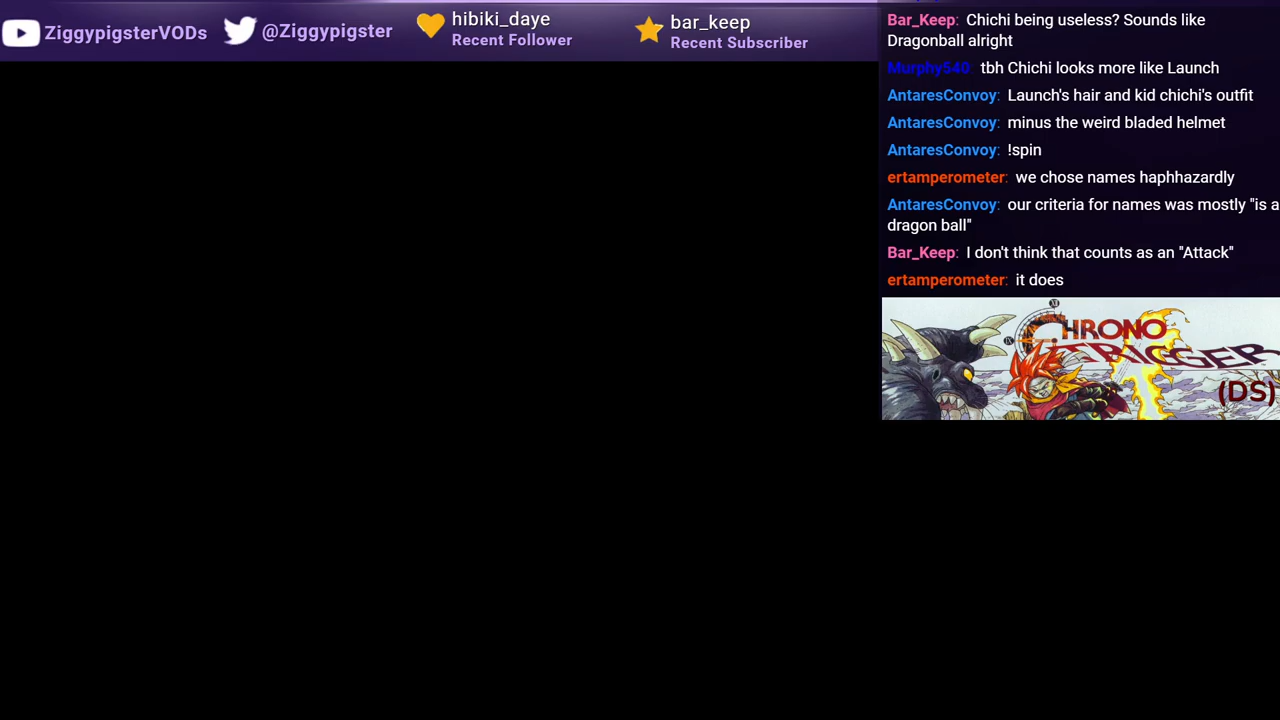 ZiggypigsterVODs
@Ziggypigster
hibiki_daye
Recent Follower
bar_keep
Recent Subscriber
Bar_Keep: Chichi being useless? Sounds like
Dragonball alright
Murphy540: tbh Chichi looks more like Launch
AntaresConvoy: Launch's hair and kid chichi's outfit
AntaresConvoy: minus the weird bladed helmet
AntaresConvoy: !spin
ertamperometer: we chose names haphhazardly
AntaresConvoy: our criteria for names was mostly "is a
dragon ball"
Bar_Keep: I don't think that counts as an "Attack"
ertamperometer: it does
CHRONO
TRIGGER
(DS)